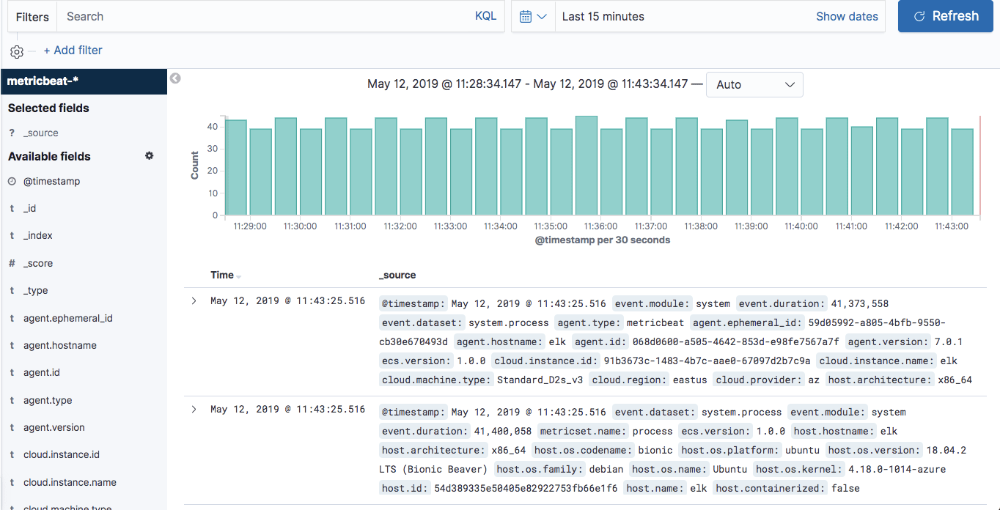 Filters Search KQL Last 15 minutes Show dates Refresh
+ Add filter
metricbeat-*
Selected fields
? _source
Available fields
@timestamp
t _id
t _index
# _score
t _type
t agent.ephemeral_id
t agent.hostname
t agent.id
t agent.type
t agent.version
t cloud.instance.id
t cloud.instance.name
t cloud.machine.type
May 12, 2019 @ 11:28:34.147 - May 12, 2019 @ 11:43:34.147 — Auto
Count
40
30
20
10
0
11:29:00 11:30:00 11:31:00 11:32:00 11:33:00 11:34:00 11:35:00 11:36:00 11:37:00 11:38:00 11:39:00 11:40:00 11:41:00 11:42:00 11:43:00
@timestamp per 30 seconds
Time _source
May 12, 2019 @ 11:43:25.516 @timestamp: May 12, 2019 @ 11:43:25.516 event.module: system event.duration: 41,373,558
event.dataset: system.process agent.type: metricbeat agent.ephemeral_id: 59d05992-a805-4bfb-9550-
cb30e670493d agent.hostname: elk agent.id: 068d0600-a505-4642-853d-e98fe7567a7f agent.version: 7.0.1
ecs.version: 1.0.0 cloud.instance.id: 91b3673c-1483-4b7c-aae0-67097d2b7c9a cloud.instance.name: elk
cloud.machine.type: Standard_D2s_v3 cloud.region: eastus cloud.provider: az host.architecture: x86_64
May 12, 2019 @ 11:43:25.516 @timestamp: May 12, 2019 @ 11:43:25.516 event.dataset: system.process event.module: system
event.duration: 41,400,058 metricset.name: process ecs.version: 1.0.0 host.hostname: elk
host.architecture: x86_64 host.os.codename: bionic host.os.platform: ubuntu host.os.version: 18.04.2
LTS (Bionic Beaver) host.os.family: debian host.os.name: Ubuntu host.os.kernel: 4.18.0-1014-azure
host.id: 54d389335e50405e82922753fb66e1f6 host.name: elk host.containerized: false